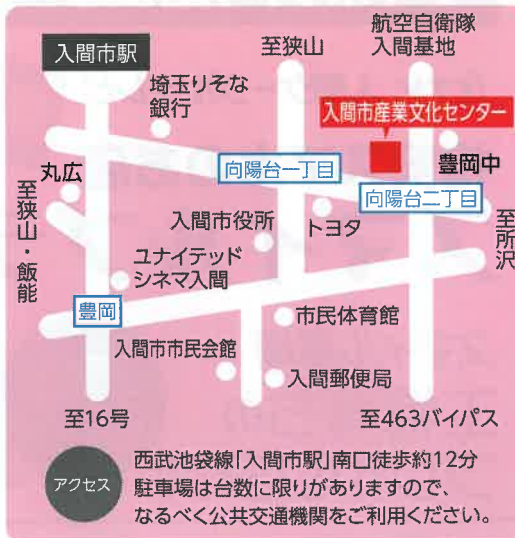 航空自衛隊
入間基地
至狭山
入間市駅
埼玉りそな
銀行
入間市産業文化センター
丸広
向陽台一丁目
豊岡中
向陽台二丁目
入間市役所
トヨタ
至狭山・飯能
至所沢
ユナイテッド
シネマ入間
豊岡
市民体育館
入間市市民会館
入間郵便局
至16号
至463バイパス
アクセス
西武池袋線「入間市駅」南口徒歩約12分
駐車場は台数に限りがありますので、
なるべく公共交通機関をご利用ください。